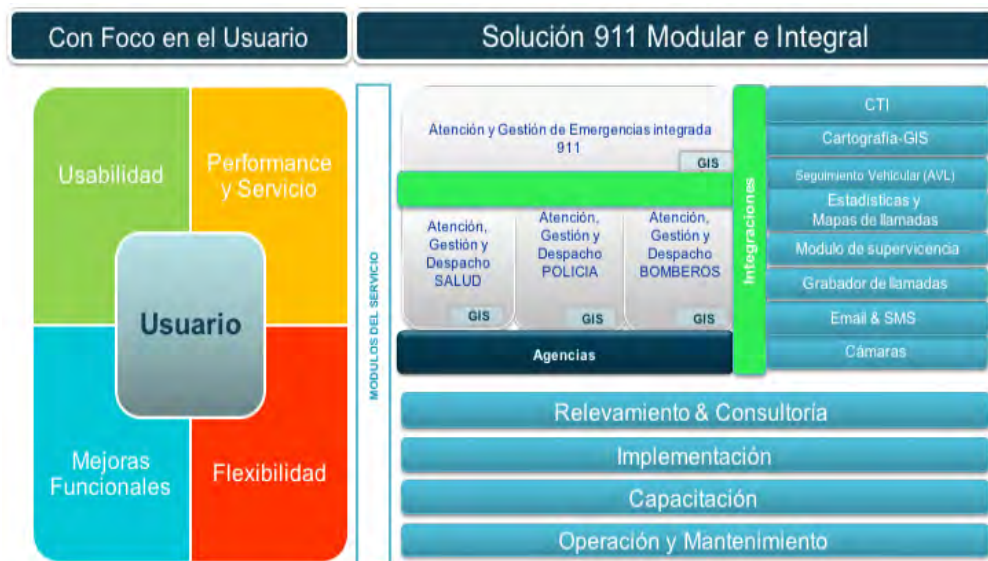 Con Foco en el Usuario
Solución 911 Modular e Integral
Usabilidad
Performance
y Servicio
Usuario
Mejoras
Funcionales
Flexibilidad
MODULOS DEL SERVICIO
Atención y Gestión de Emergencias integrada
911
GIS
Atención,
Gestión y
Despacho
SALUD
GIS
Atención,
Gestión y
Despacho
POLICIA
GIS
Atención,
Gestión y
Despacho
BOMBEROS
GIS
Agencias
Integraciones
CTI
Cartografía-GIS
Seguimiento Vehicular (AVL)
Estadísticas y
Mapas de llamadas
Modulo de supervicencia
Grabador de llamadas
Email & SMS
Cámaras
Relevamiento & Consultoría
Implementación
Capacitación
Operación y Mantenimiento